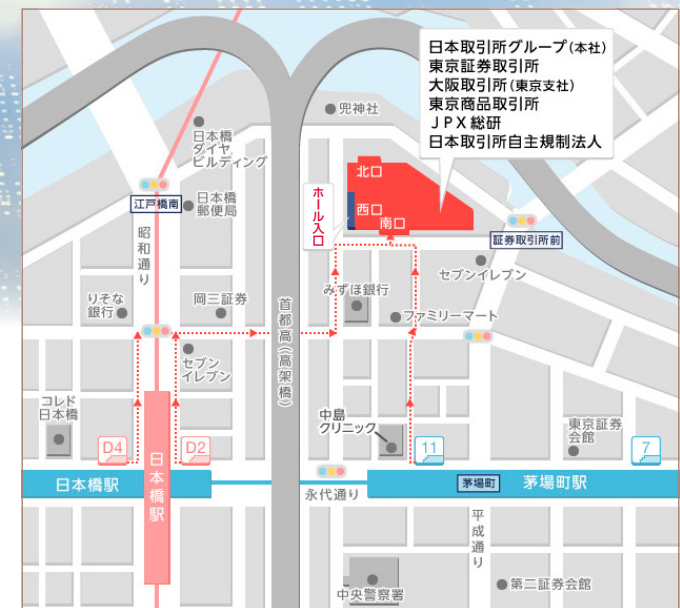 日本取引所グループ(本社)
東京証券取引所
大阪取引所(東京支社)
東京商品取引所
JPX総研
日本取引所自主規制法人
兜神社
日本橋
ダイヤ
ビルディング
北口
ホール入口
西口
南口
江戸橋南
日本橋
郵便局
証券取引所前
昭和通り
セブンイレブン
みずほ銀行
りそな
銀行
岡三証券
首都高(高架橋)
ファミリーマート
セブン
イレブン
コレド
日本橋
中島
クリニック
東京証券
会館
D4
D2
11
7
日本橋駅
日本橋駅
永代通り
茅場町
茅場町駅
平成通り
中央警察署
第二証券会館